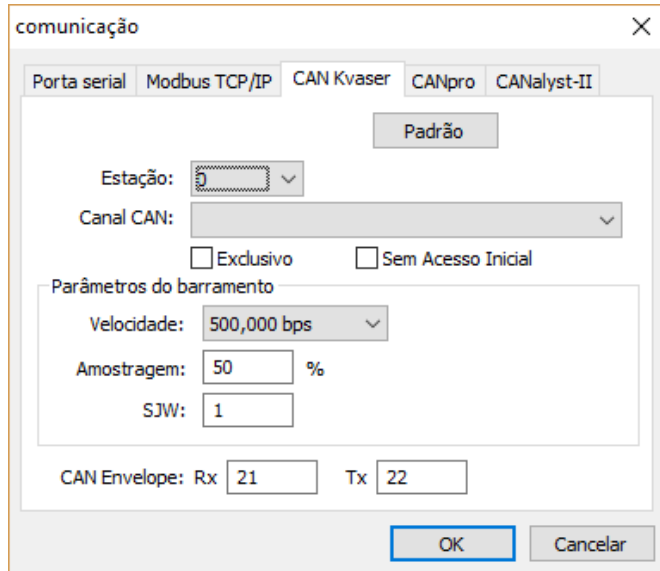 comunicação
Porta serial Modbus TCP/IP CAN Kvaser CANpro CANalyst-II
Padrão
Estação: 0
Canal CAN:
Exclusivo Sem Acesso Inicial
Parâmetros do barramento
Velocidade: 500,000 bps
Amostragem: 50 %
SJW: 1
CAN Envelope: Rx 21 Tx 22
OK Cancelar